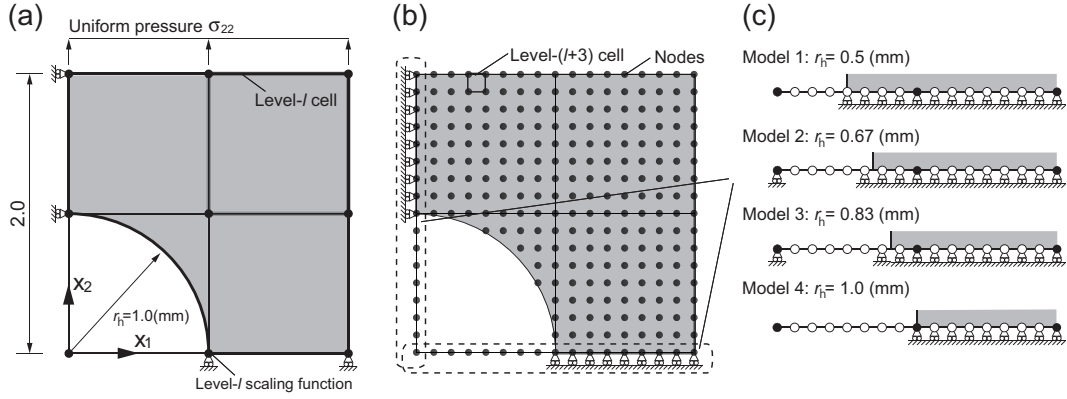 (a)
Uniform pressure σ22
Level-l cell
2.0
x2
rh=1.0(mm)
x1
Level-l scaling function
(b)
Level-(l+3) cell
Nodes
(c)
Model 1: rh= 0.5 (mm)
Model 2: rh= 0.67 (mm)
Model 3: rh= 0.83 (mm)
Model 4: rh= 1.0 (mm)